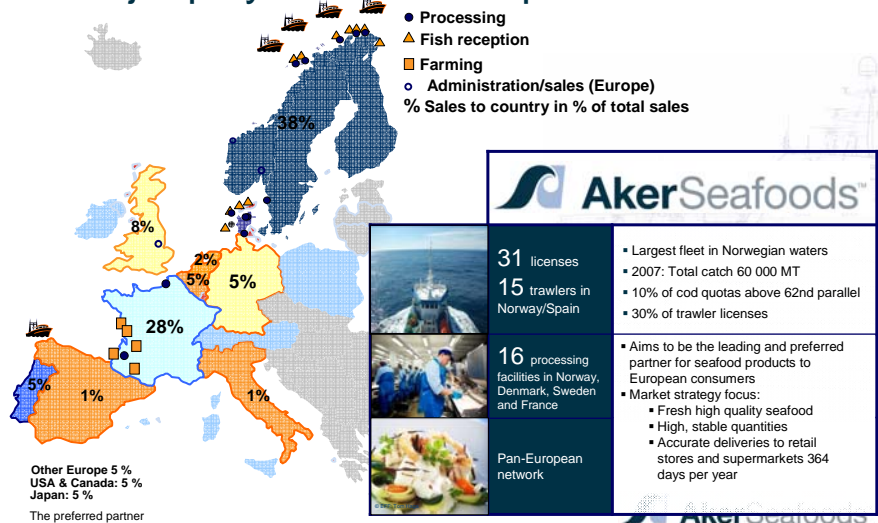 Processing
Fish reception
Farming
Administration/sales (Europe)
% Sales to country in % of total sales
38%
8%
2%
5%
5%
28%
5%
1%
1%
Other Europe 5 %
USA & Canada: 5 %
Japan: 5 %
The preferred partner
AkerSeafoods™
31 licenses
15 trawlers in
Norway/Spain
▪ Largest fleet in Norwegian waters
▪ 2007: Total catch 60 000 MT
▪ 10% of cod quotas above 62nd parallel
▪ 30% of trawler licenses
16 processing
facilities in Norway,
Denmark, Sweden
and France
▪ Aims to be the leading and preferred
partner for seafood products to
European consumers
▪ Market strategy focus:
▪ Fresh high quality seafood
▪ High, stable quantities
▪ Accurate deliveries to retail
stores and supermarkets 364
days per year
Pan-European
network
AkerSeafoods